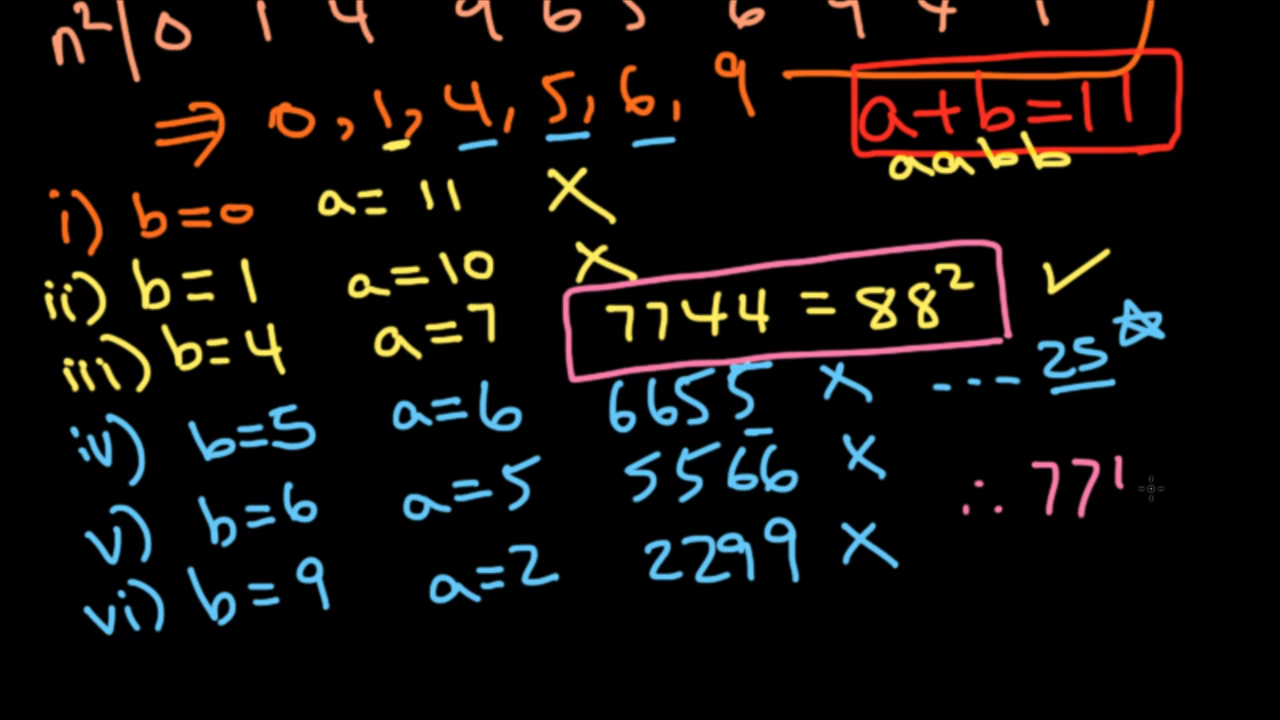 n² | 0 1 4 9 6 5 6 9 4 1
⇒ 0, 1, 4, 5, 6, 9
a+b=11
aabb
i) b=0 a=11 X
ii) b=1 a=10 X
iii) b=4 a=7 7744 = 88² ✓
iv) b=5 a=6 6655 X ---25 ☆
v) b=6 a=5 5566 X
∴ 77
vi) b=9 a=2 2299 X